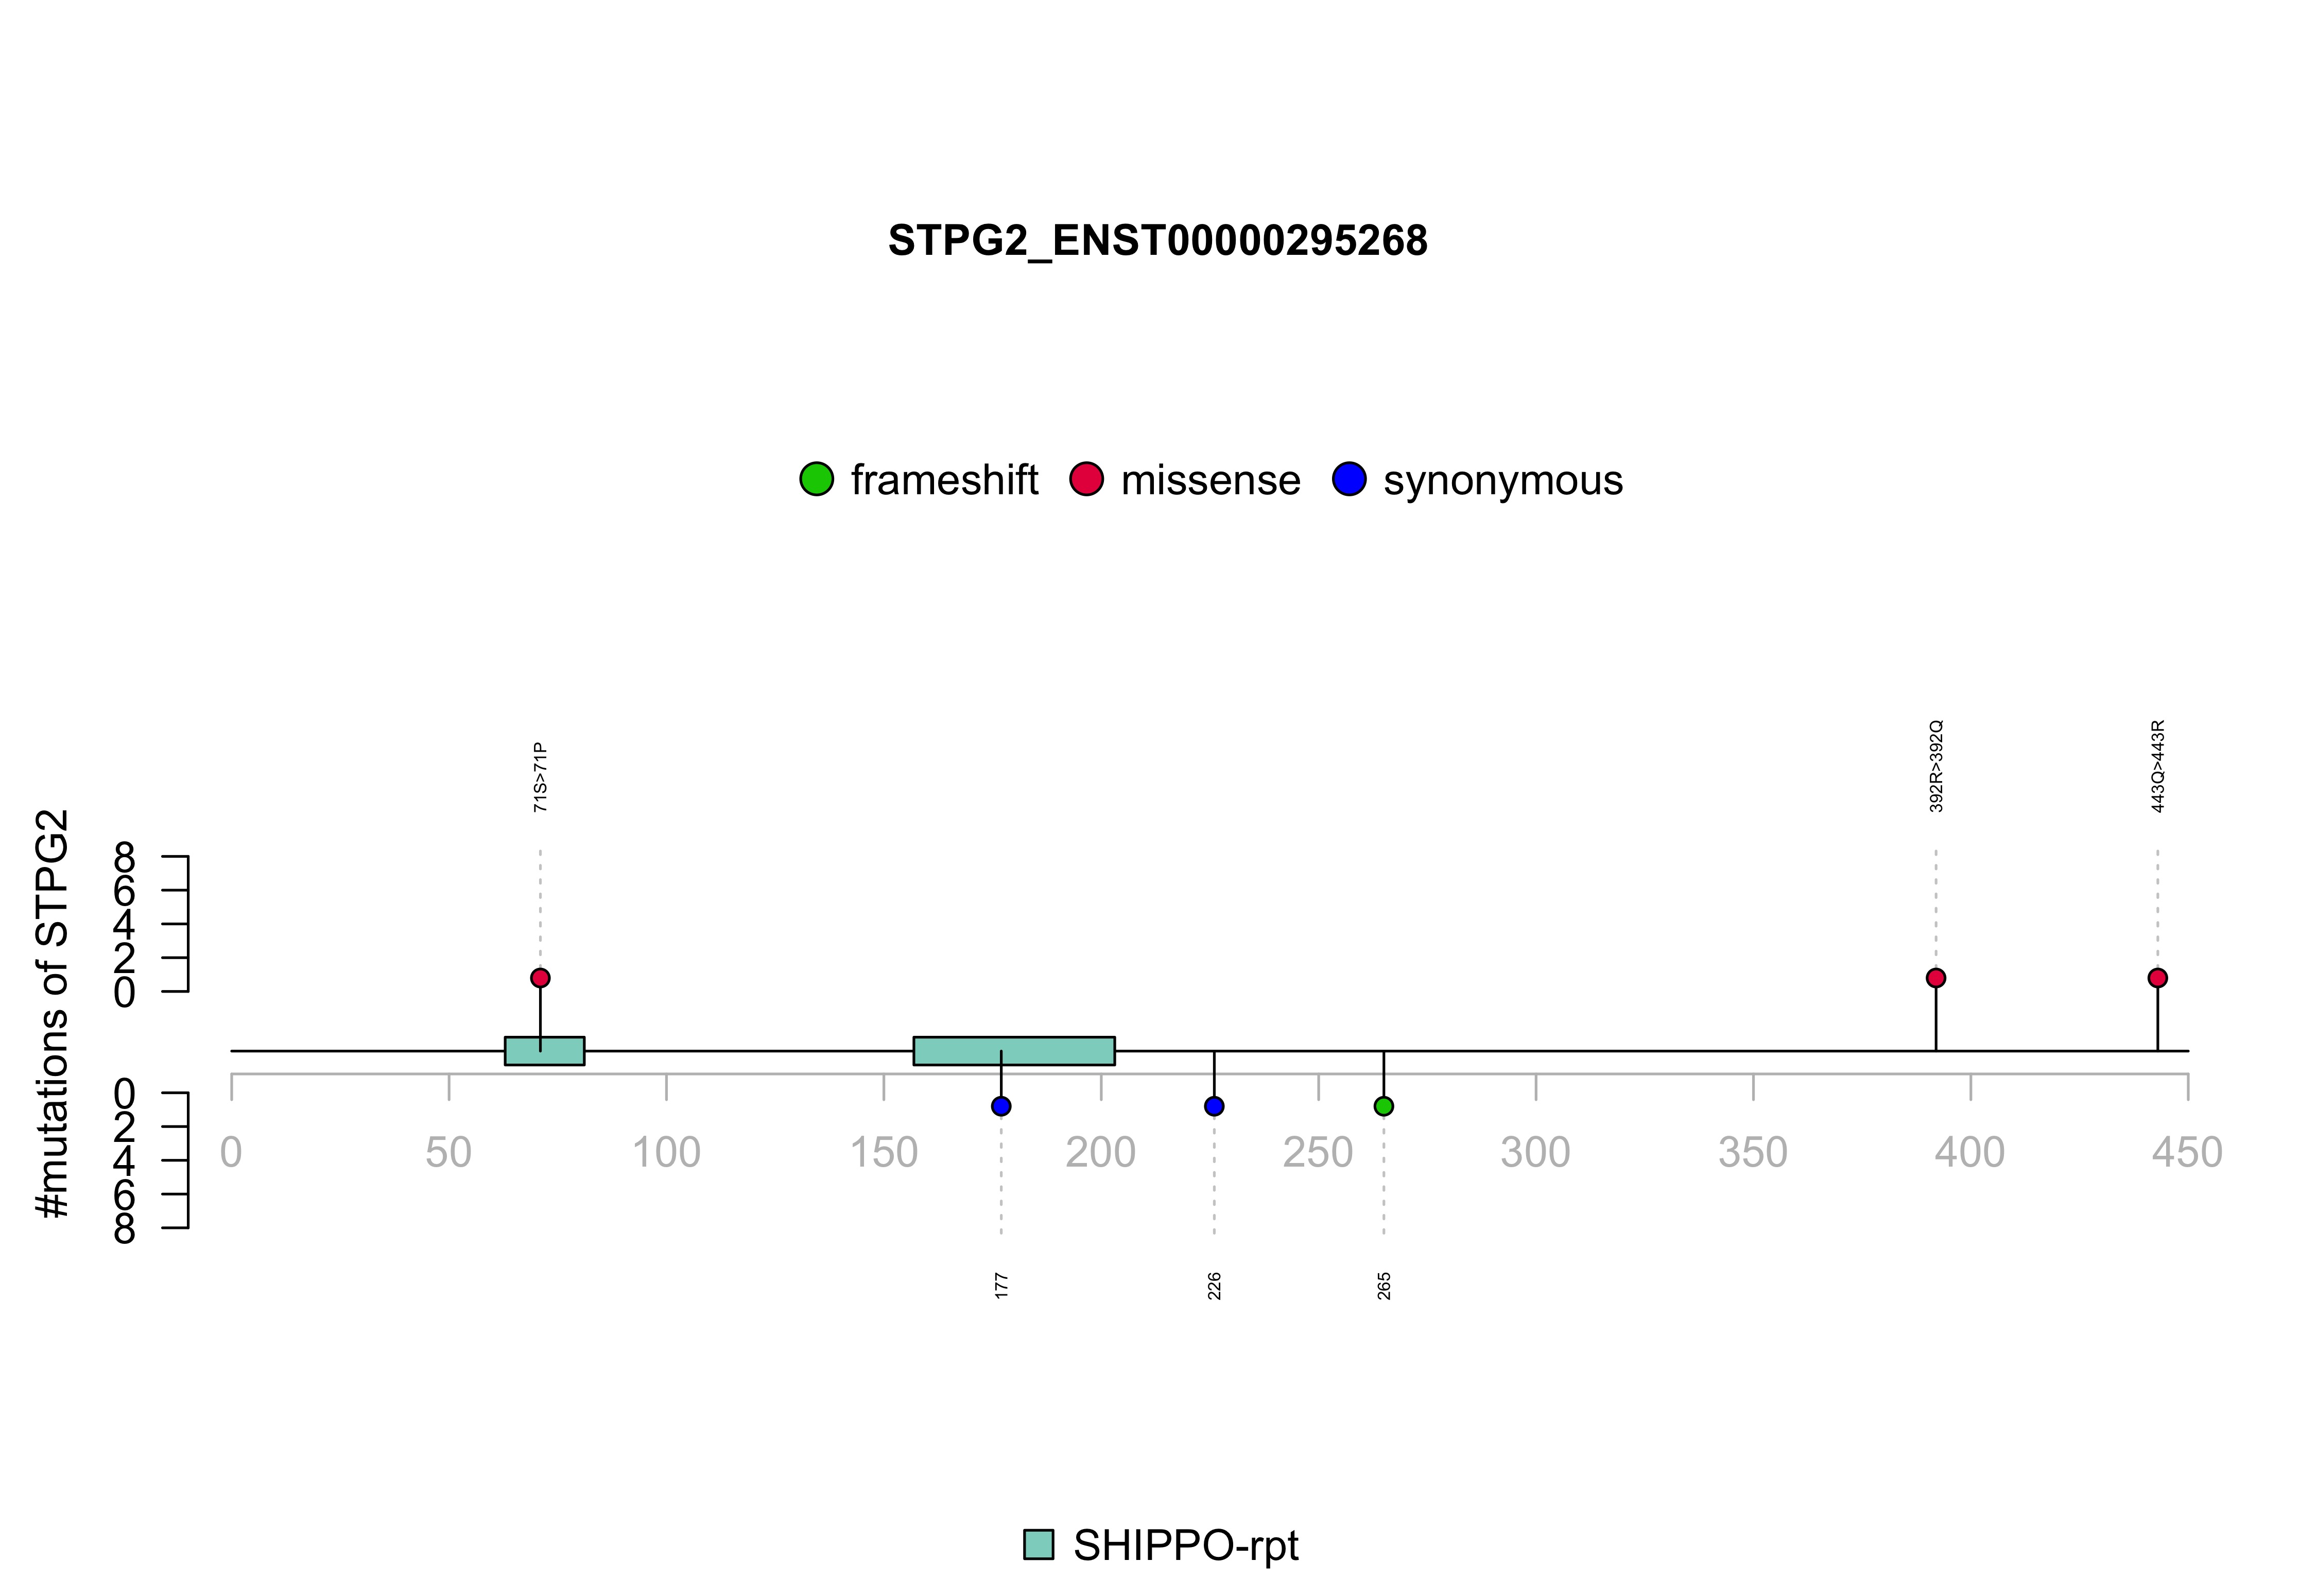 STPG2_ENST00000295268
frameshift missense synonymous
71S>71P
392R>392Q
443Q>443R
#mutations of STPG2
8
6
4
2
0
0
2
4
6
8
0 50 100 150 200 250 300 350 400 450
177
226
265
SHIPPO-rpt